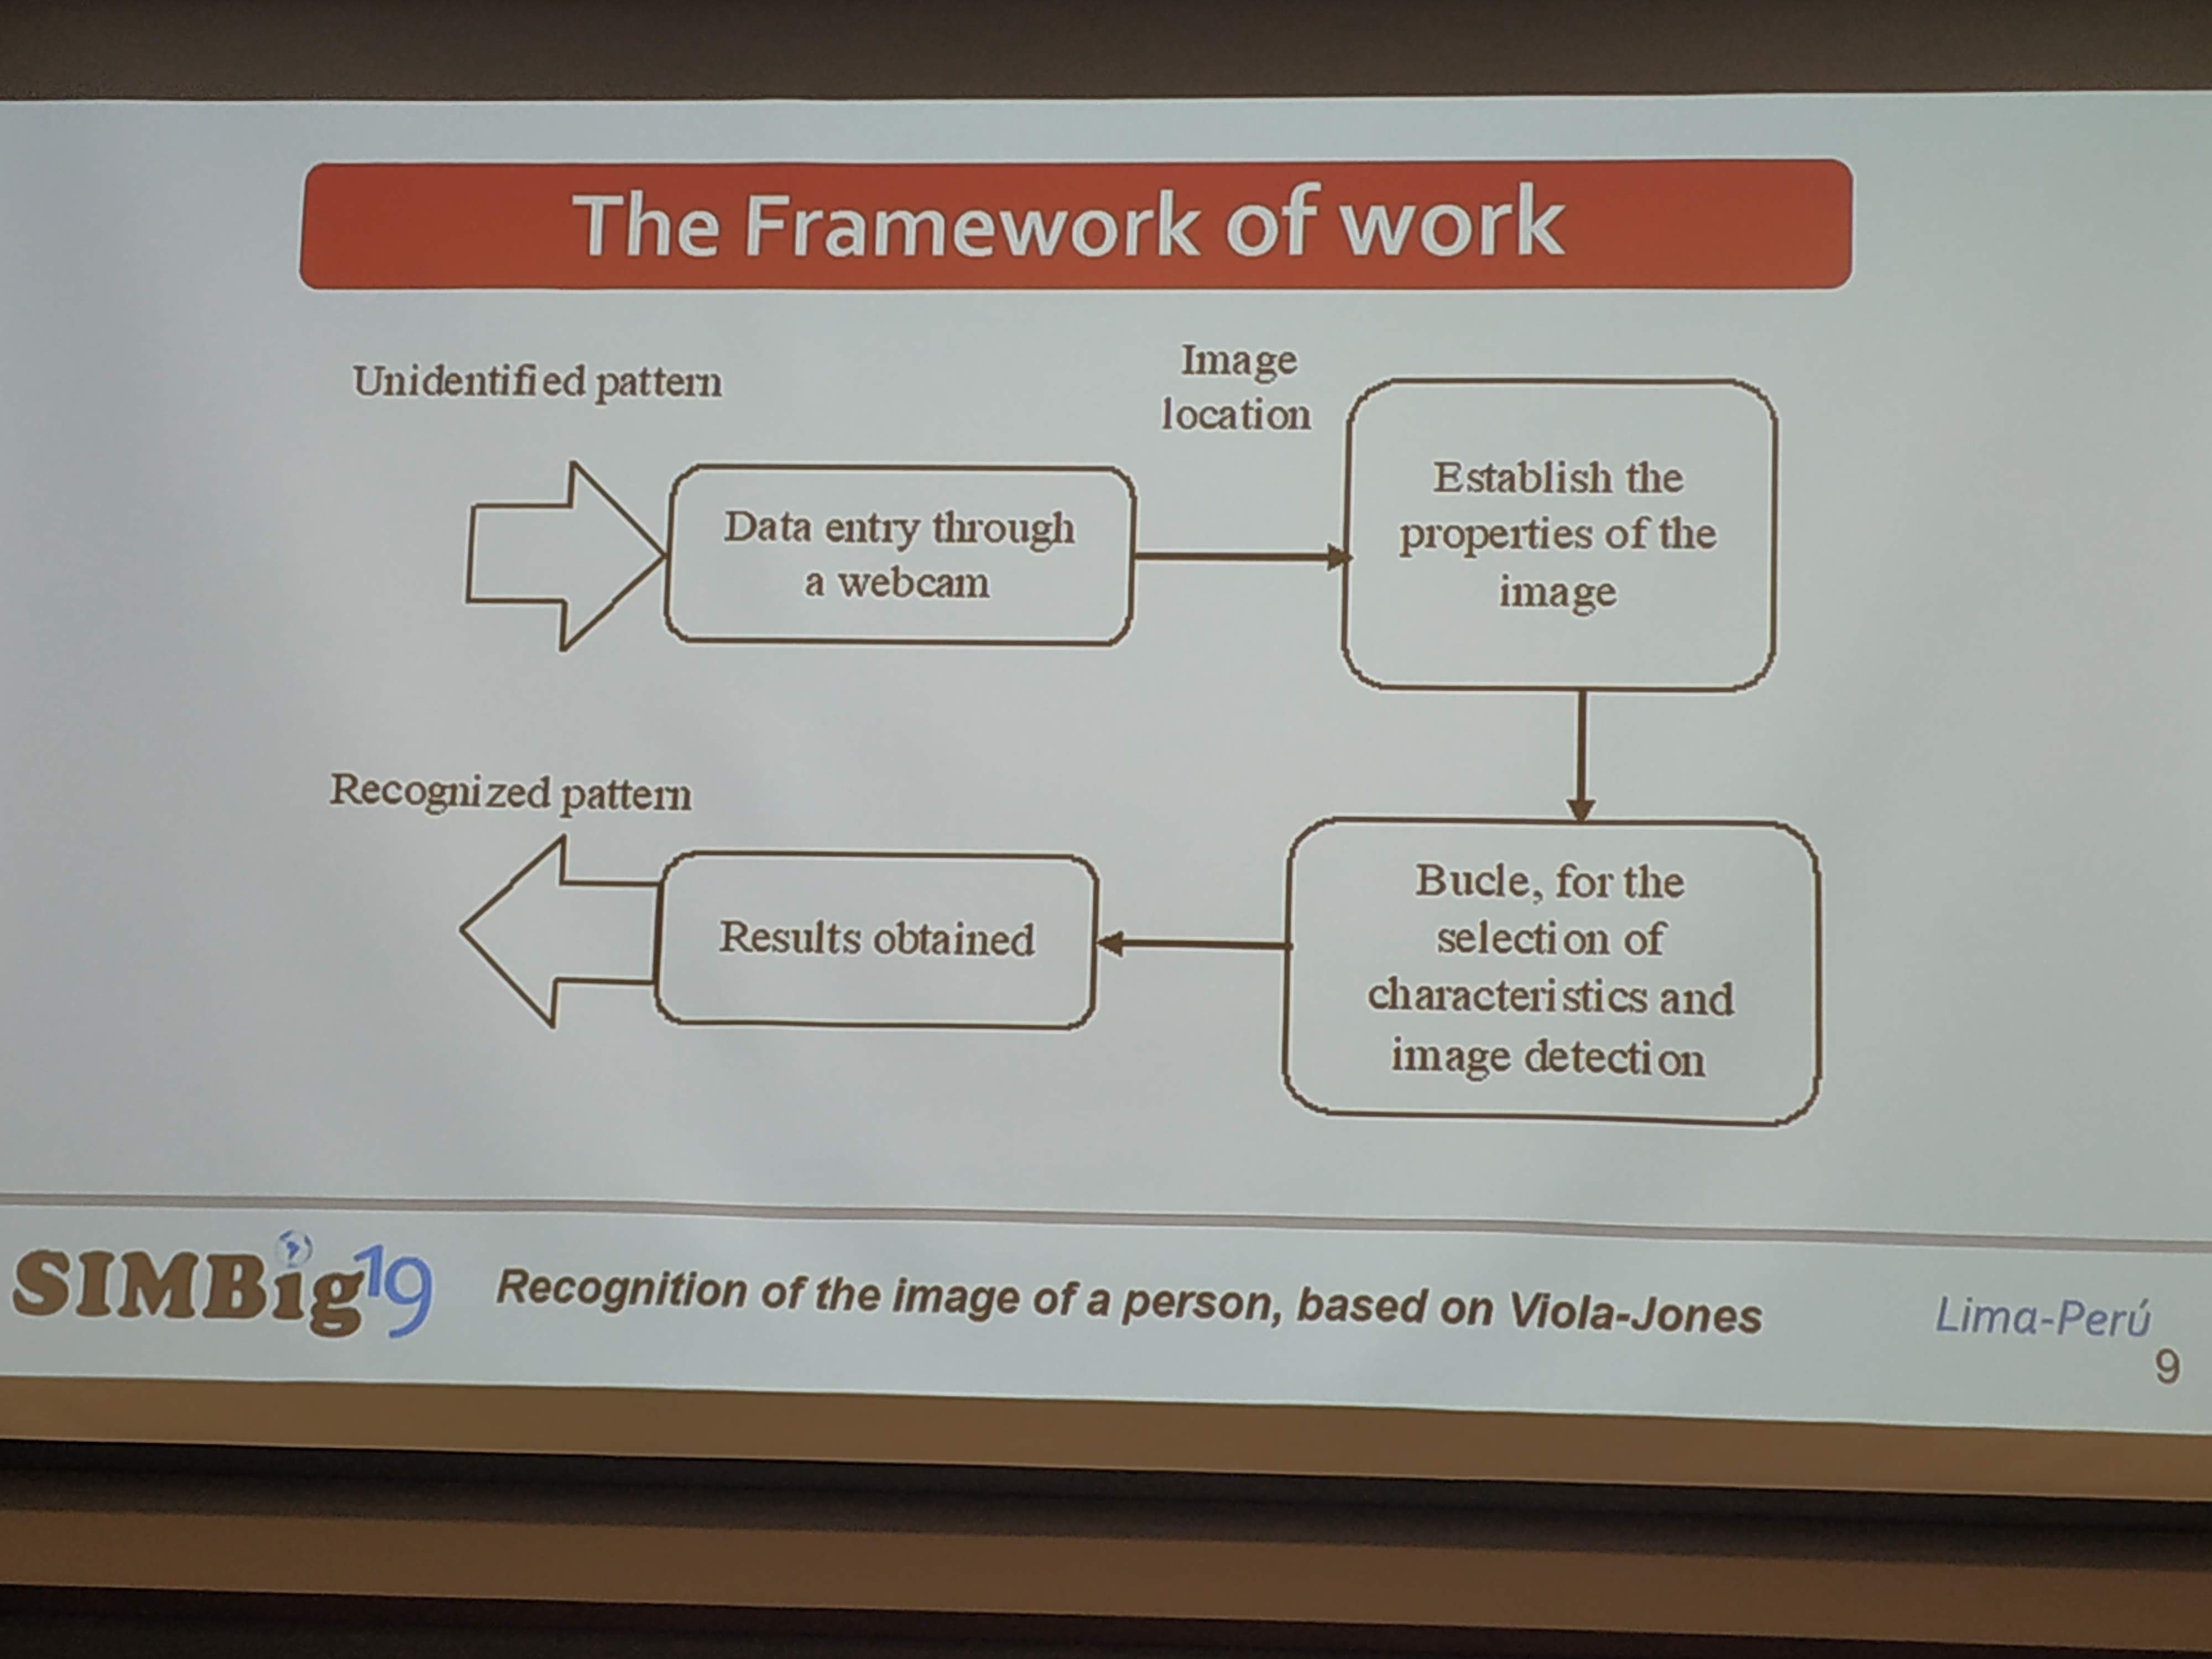 The Framework of work
Unidentified pattern
Image
location
Data entry through
a webcam
Establish the
properties of the
image
Recognized pattern
Results obtained
Bucle, for the
selection of
characteristics and
image detection
SIMBig19
Recognition of the image of a person, based on Viola-Jones
Lima-Perú
9